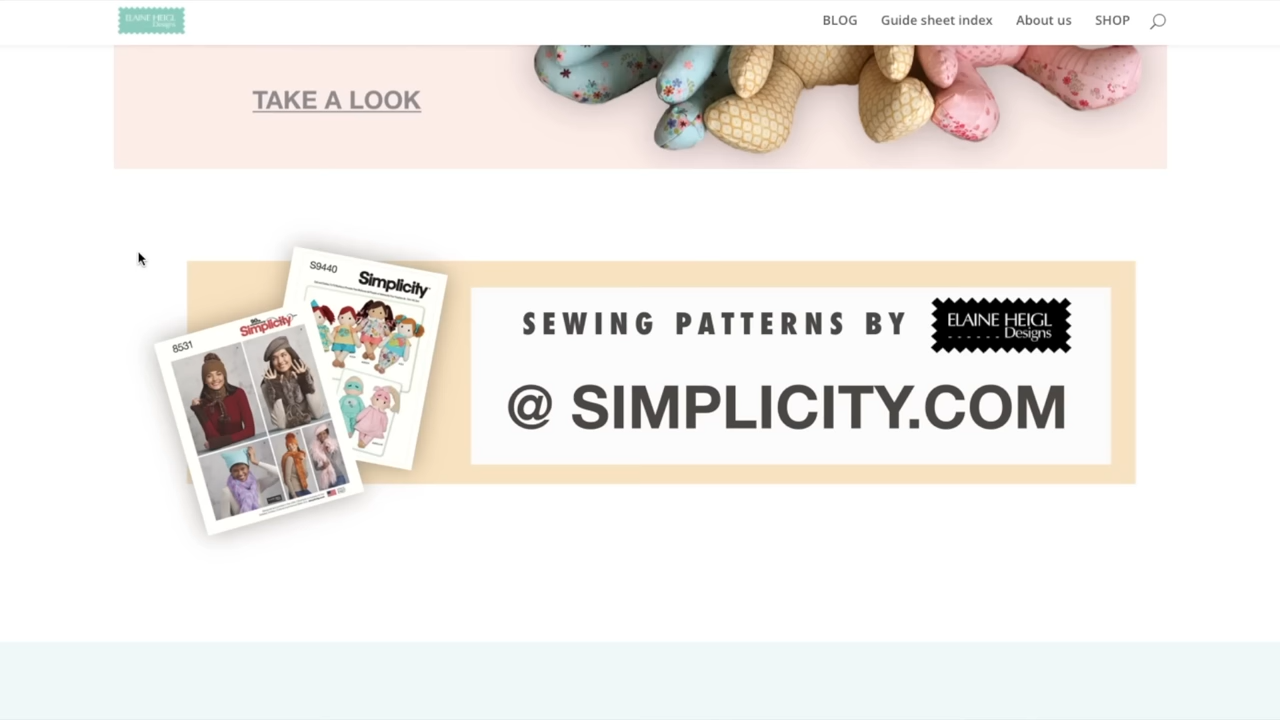 ELAINE HEIGL
Designs
BLOG
Guide sheet index
About us
SHOP
TAKE A LOOK
S9440
Simplicity
8531
Simplicity
SEWING PATTERNS BY
ELAINE HEIGL
Designs
@ SIMPLICITY.COM